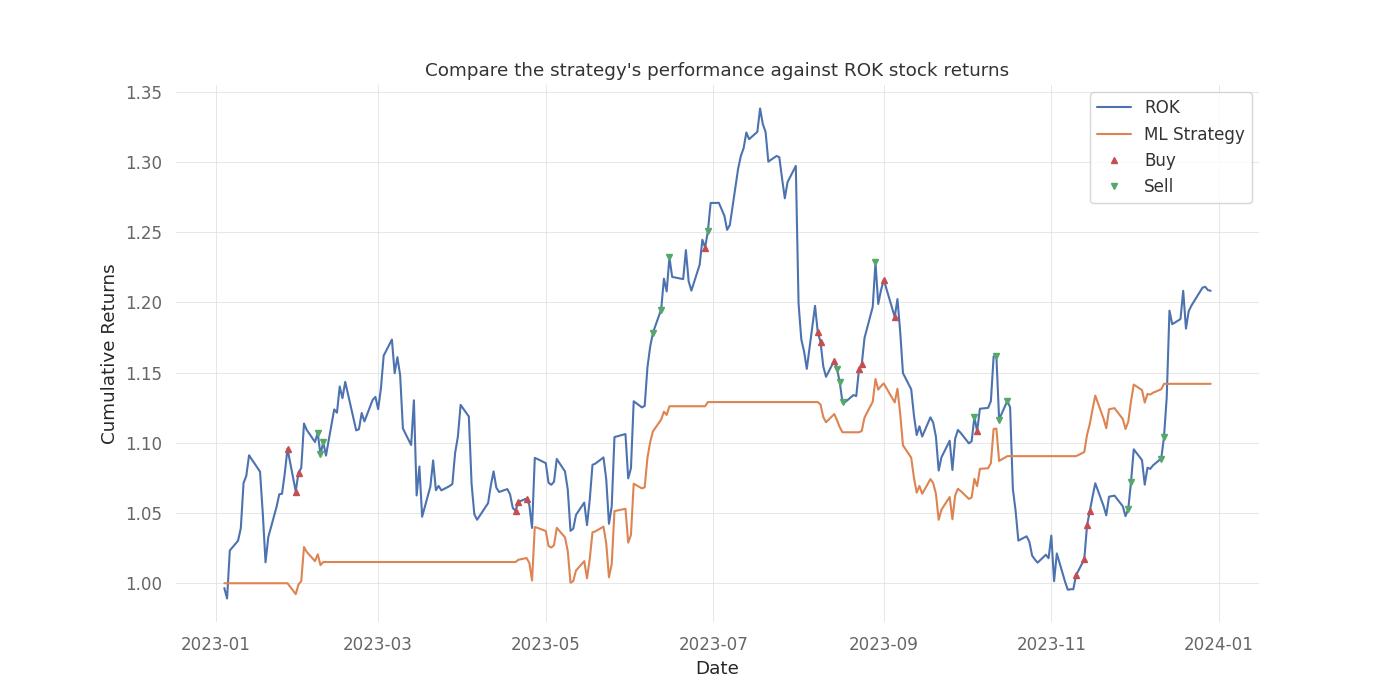 Compare the strategy's performance against ROK stock returns
1.35
1.30
1.25
1.20
1.15
1.10
1.05
1.00
Cumulative Returns
ROK
ML Strategy
Buy
Sell
2023-01
2023-03
2023-05
2023-07
2023-09
2023-11
2024-01
Date